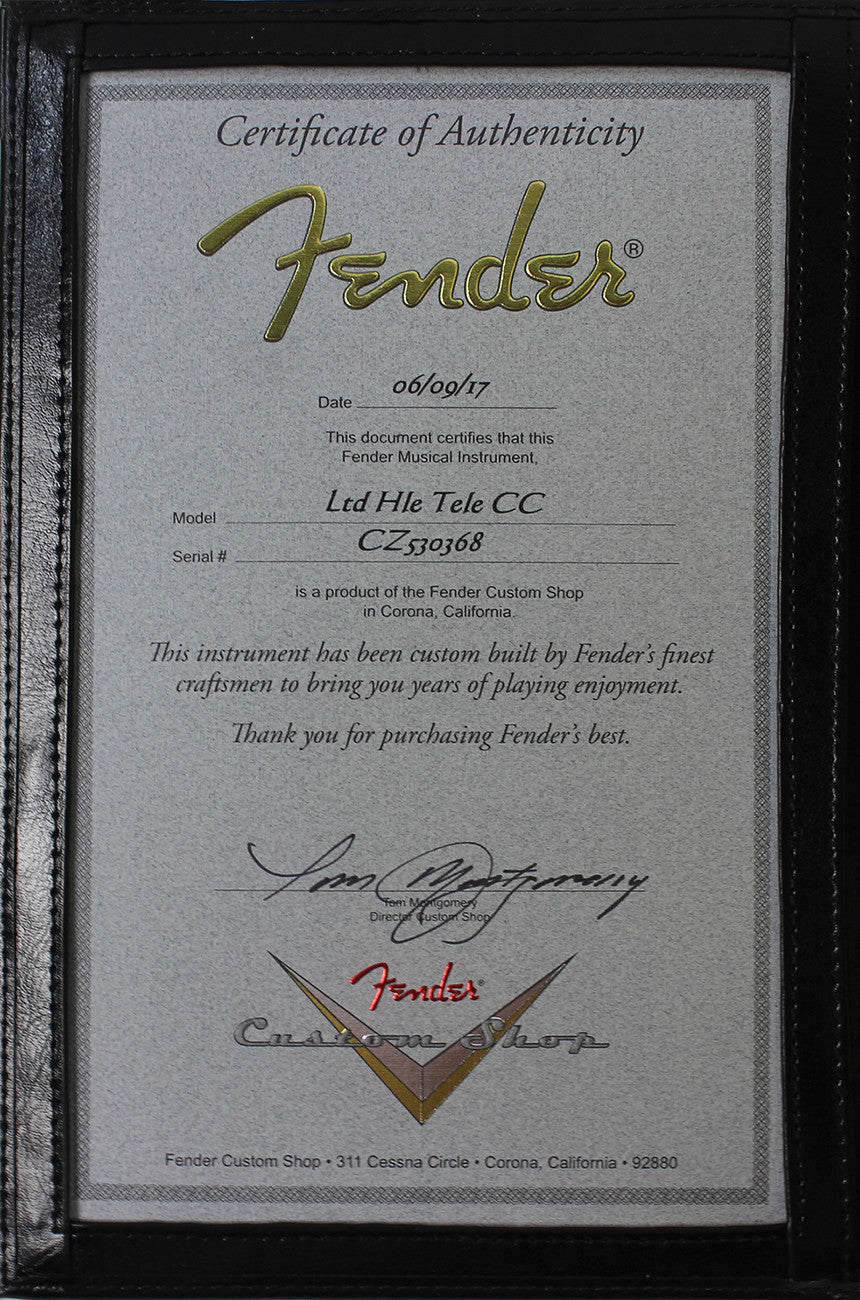 Certificate of Authenticity
Fender®
Date 06/09/17
This document certifies that this
Fender Musical Instrument,
Model Ltd Hle Tele CC
Serial # CZ530368
is a product of the Fender Custom Shop
in Corona, California.
This instrument has been custom built by Fender's finest
craftsmen to bring you years of playing enjoyment.
Thank you for purchasing Fender's best.
Tom Montgomery
Tom Montgomery
Director Custom Shop
Fender®
Custom Shop
Fender Custom Shop • 311 Cessna Circle • Corona, California • 92880